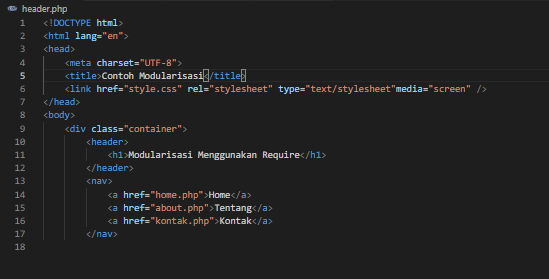 header.php
1 <!DOCTYPE html>
2 <html lang="en">
3 <head>
4 <meta charset="UTF-8">
5 <title>Contoh Modularisasi</title>
6 <link href="style.css" rel="stylesheet" type="text/stylesheet"media="screen" />
7 </head>
8 <body>
9 <div class="container">
10 <header>
11 <h1>Modularisasi Menggunakan Require</h1>
12 </header>
13 <nav>
14 <a href="home.php">Home</a>
15 <a href="about.php">Tentang</a>
16 <a href="kontak.php">Kontak</a>
17 </nav>
18